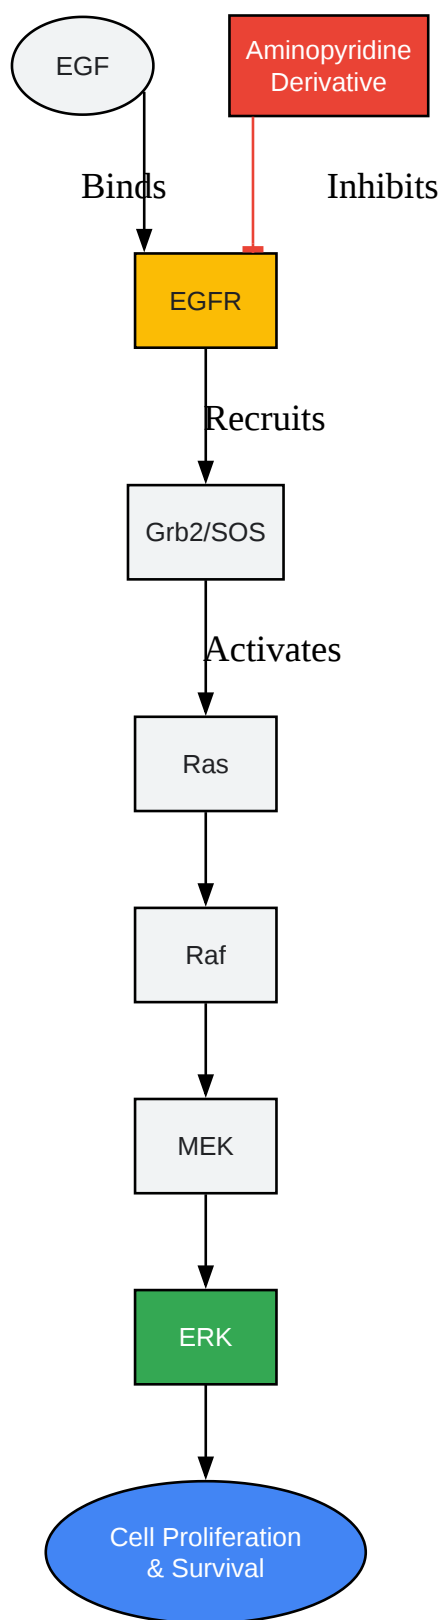 EGF
Aminopyridine
Derivative
Binds
Inhibits
EGFR
Recruits
Grb2/SOS
Activates
Ras
Raf
MEK
ERK
Cell Proliferation
& Survival